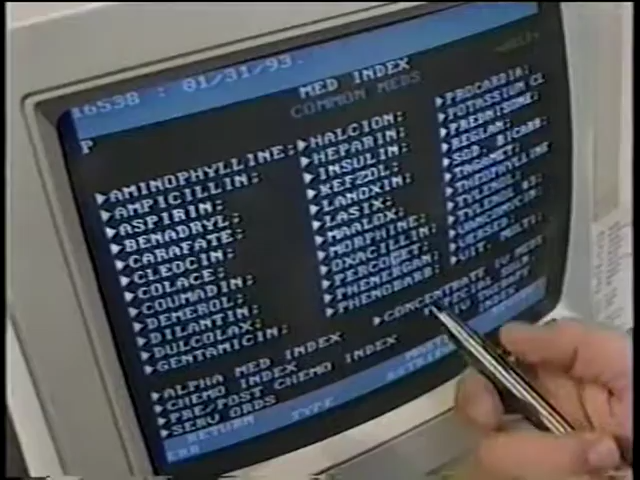 16538 : 01/31/93.
MED INDEX
COMMON MEDS
P
▶AMINOPHYLLINE:
▶AMPICILLIN:
▶ASPIRIN:
▶BENADRYL:
▶CARAFATE:
▶CLEOCIN:
▶COLACE:
▶COUMADIN:
▶DEMEROL:
▶DILANTIN:
▶DULCOLAX:
▶GENTAMICIN:
▶HALCION:
▶HEPARIN:
▶INSULIN:
▶KEFZOL:
▶LANOXIN:
▶LASIX:
▶MAALOX:
▶MORPHINE:
▶OXACILLIN:
▶PERCOCET:
▶PHENERGAN:
▶PHENOBARB:
▶PROCARDIA:
▶POTASSIUM CL
▶PREDNISONE:
▶REGLAN:
▶SOD. BICARB:
▶TAGAMET:
▶THEOPHYLLINE
▶TYLENOL:
▶TYLENOL #3:
▶VANCOMYCIN:
▶VERSED:
▶VIT. MULTI:
▶CONCENTRATE IV MEDS
▶ALPHA MED INDEX
▶CHEMO INDEX
▶PRE/POST CHEMO INDEX
▶SERV ORDS
RETURN
TYPE
ERR